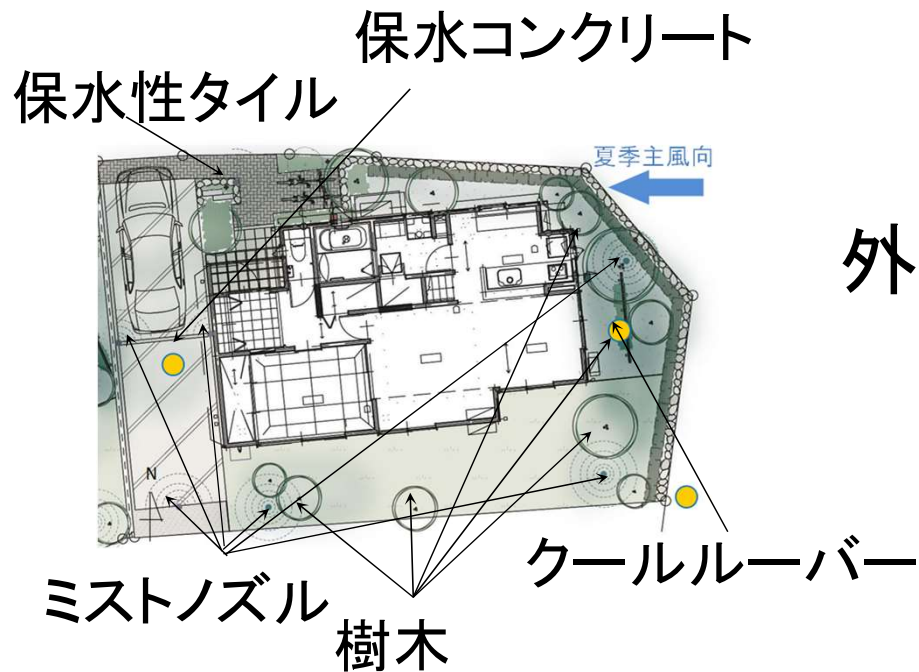 保水コンクリート
保水性タイル
夏季主風向
外
N
クールルーバー
ミストノズル
樹木